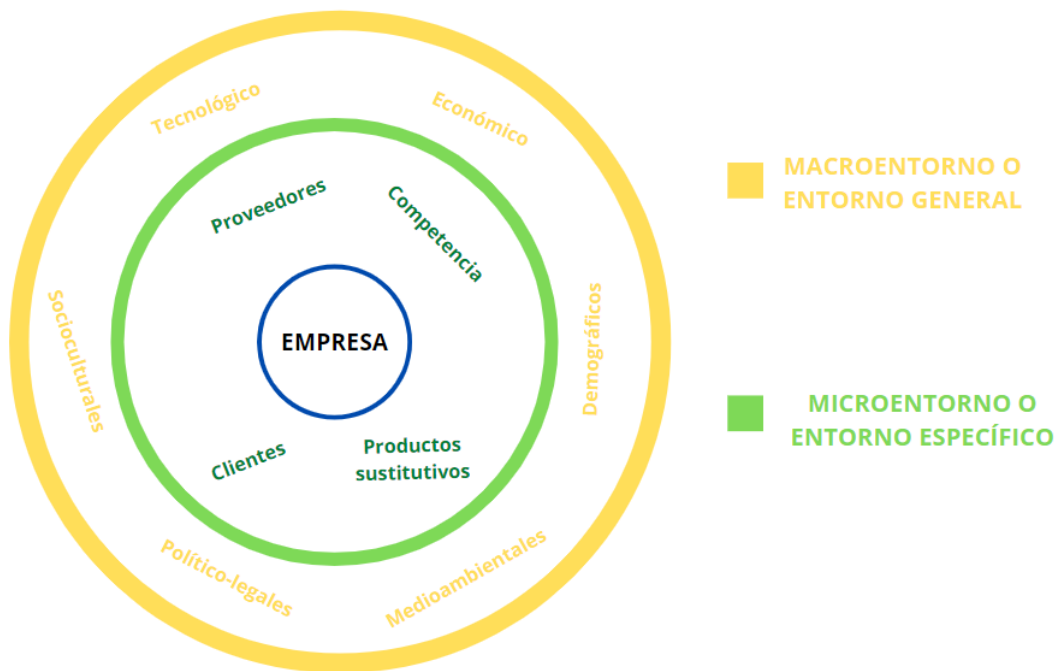 Tecnológico
Económico
Proveedores
Competencia
Socioculturales
EMPRESA
Demográficos
Clientes
Productos
sustitutivos
Político-legales
Medioambientales
MACROENTORNO O
ENTORNO GENERAL
MICROENTORNO O
ENTORNO ESPECÍFICO